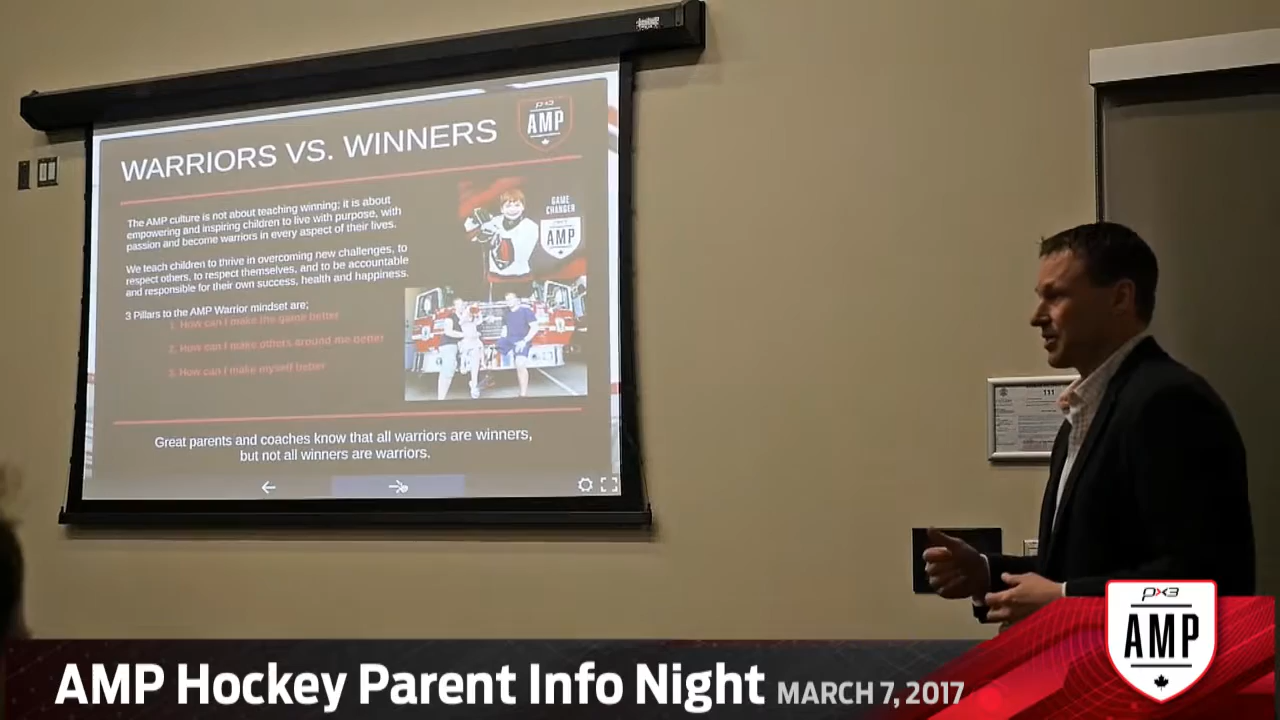 WARRIORS VS. WINNERS
px3
AMP
The AMP culture is not about teaching winning; it is about
empowering and inspiring children to live with purpose, with
passion and become warriors in every aspect of their lives.
We teach children to thrive in overcoming new challenges, to
respect others, to respect themselves, and to be accountable
and responsible for their own success, health and happiness.
3 Pillars to the AMP Warrior mindset are;
1. How can I make the game better
2. How can I make others around me better
3. How can I make myself better
GAME
CHANGER
AMP
Great parents and coaches know that all warriors are winners,
but not all winners are warriors.
111
AMP Hockey Parent Info Night MARCH 7, 2017
px3
AMP